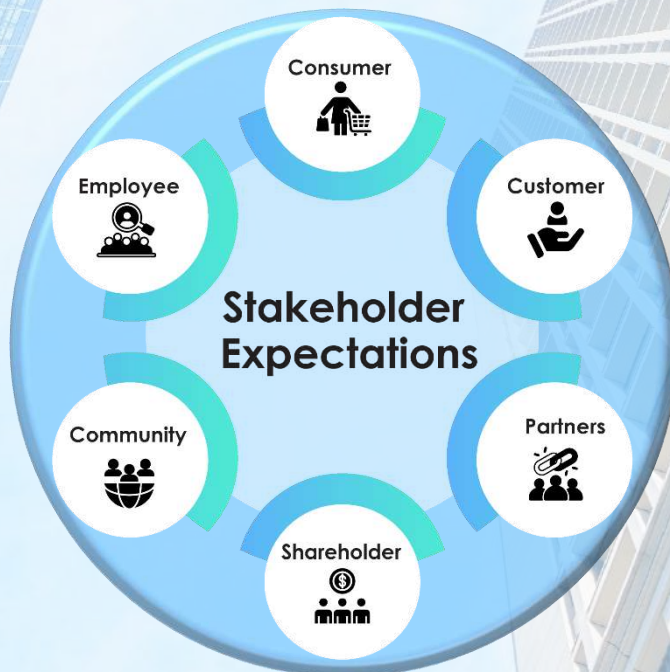 Consumer
Employee
Customer
Stakeholder
Expectations
Community
Partners
Shareholder
$